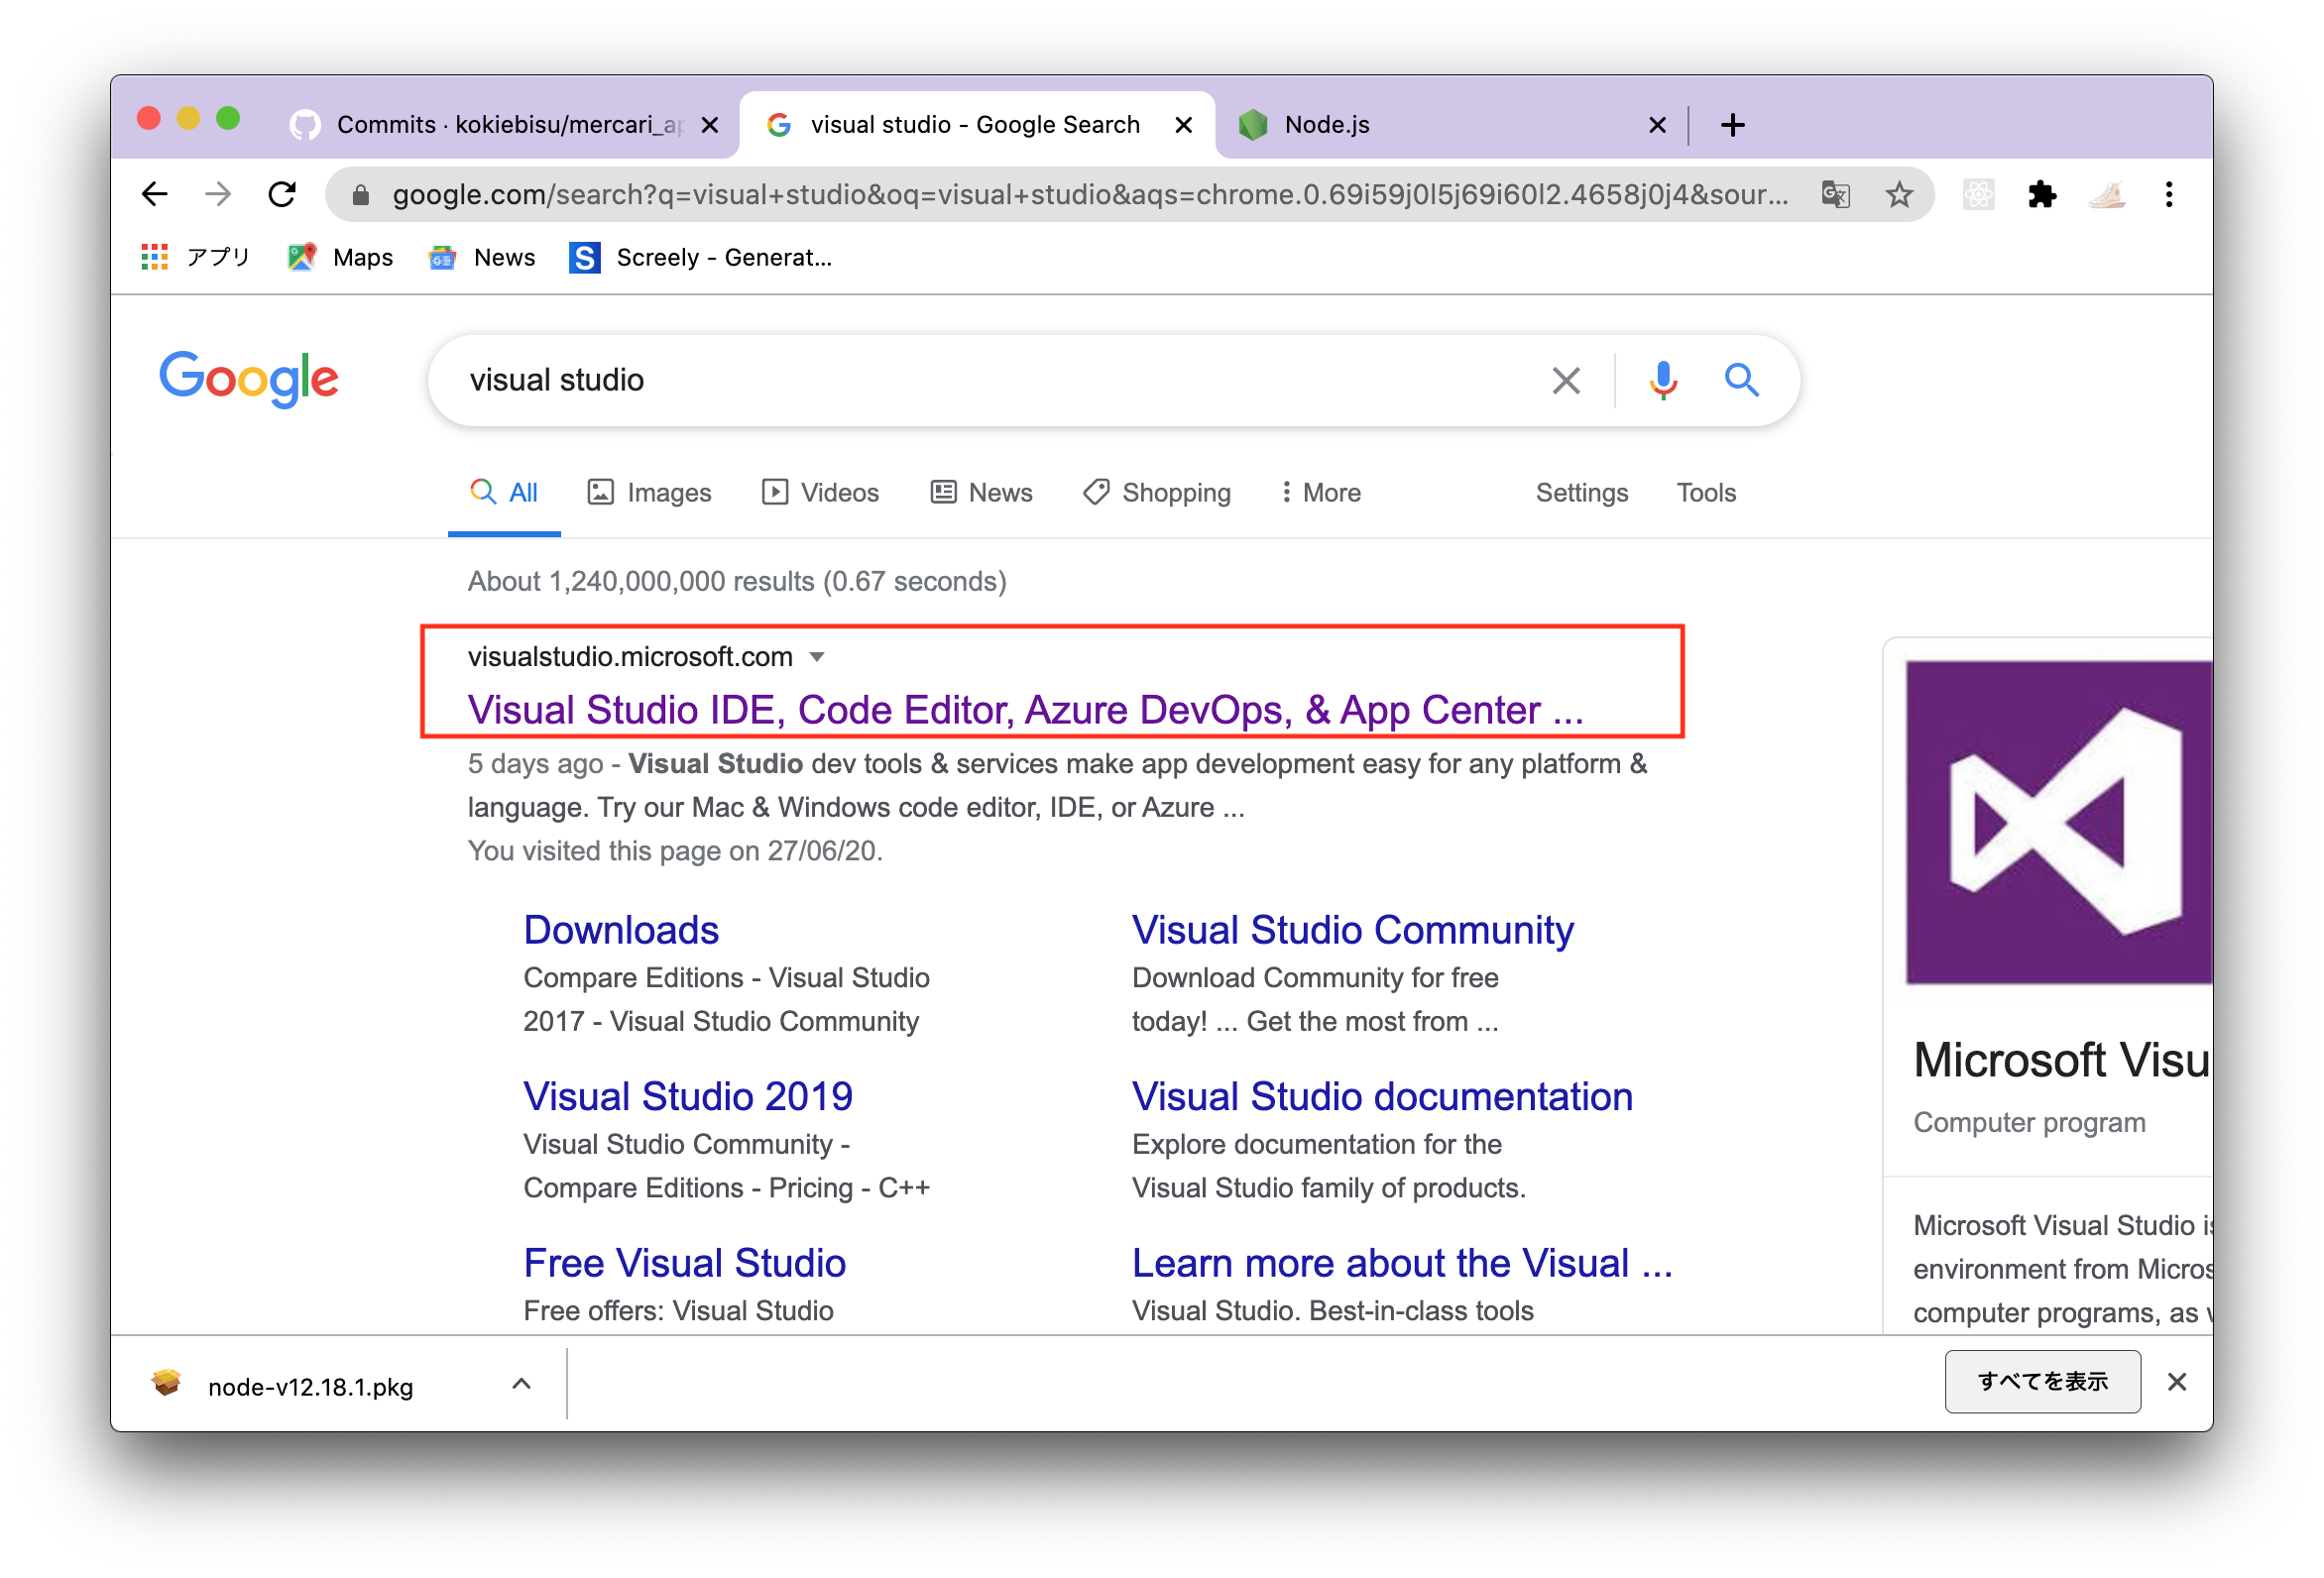 Commits · kokiebisu/mercari_ap
visual studio - Google Search
Node.js
google.com/search?q=visual+studio&oq=visual+studio&aqs=chrome.0.69i59j0l5j69i60l2.4658j0j4&sour...
アプリ
Maps
News
Screely - Generat...
Google
visual studio
All
Images
Videos
News
Shopping
More
Settings
Tools
About 1,240,000,000 results (0.67 seconds)
visualstudio.microsoft.com
Visual Studio IDE, Code Editor, Azure DevOps, & App Center ...
5 days ago - Visual Studio dev tools & services make app development easy for any platform &
language. Try our Mac & Windows code editor, IDE, or Azure ...
You visited this page on 27/06/20.
Downloads
Compare Editions - Visual Studio
2017 - Visual Studio Community
Visual Studio Community
Download Community for free
today! ... Get the most from ...
Visual Studio 2019
Visual Studio Community -
Compare Editions - Pricing - C++
Visual Studio documentation
Explore documentation for the
Visual Studio family of products.
Free Visual Studio
Free offers: Visual Studio
Learn more about the Visual ...
Visual Studio. Best-in-class tools
Microsoft Visu
Computer program
Microsoft Visual Studio is
environment from Micros
computer programs, as w
node-v12.18.1.pkg
すべてを表示